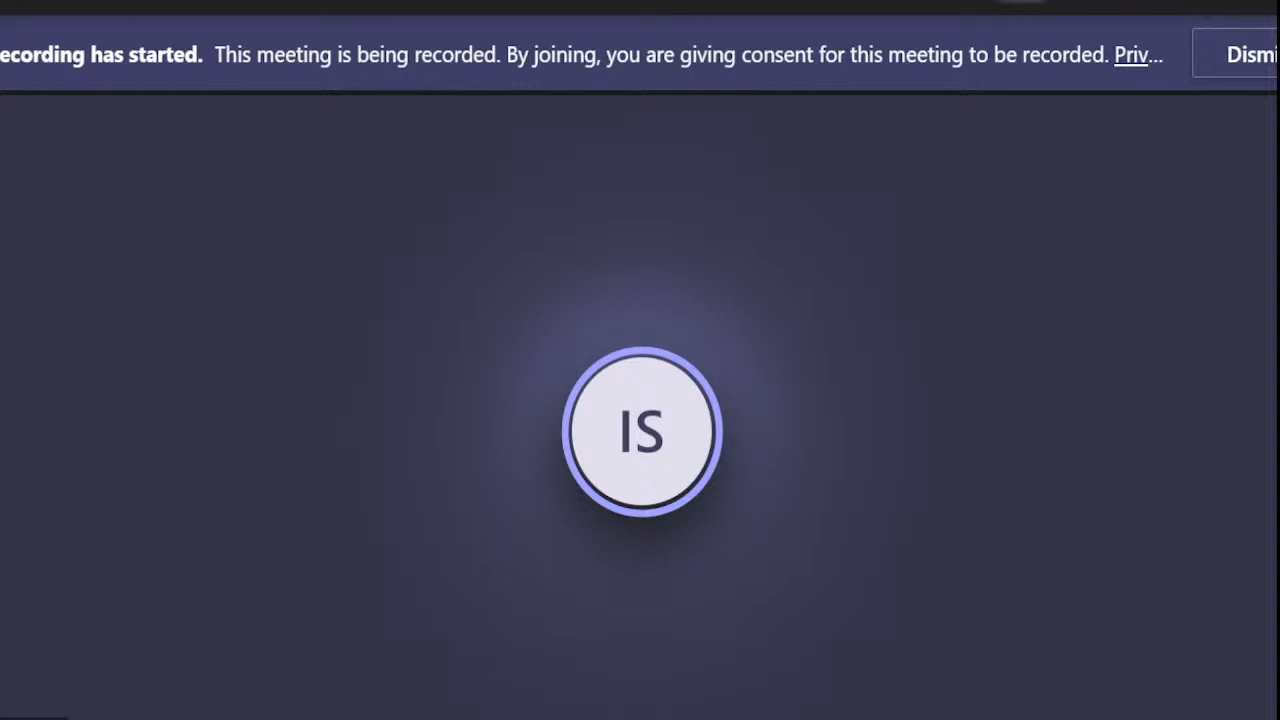 ecording has started. This meeting is being recorded. By joining, you are giving consent for this meeting to be recorded. Priv... Dismi
IS